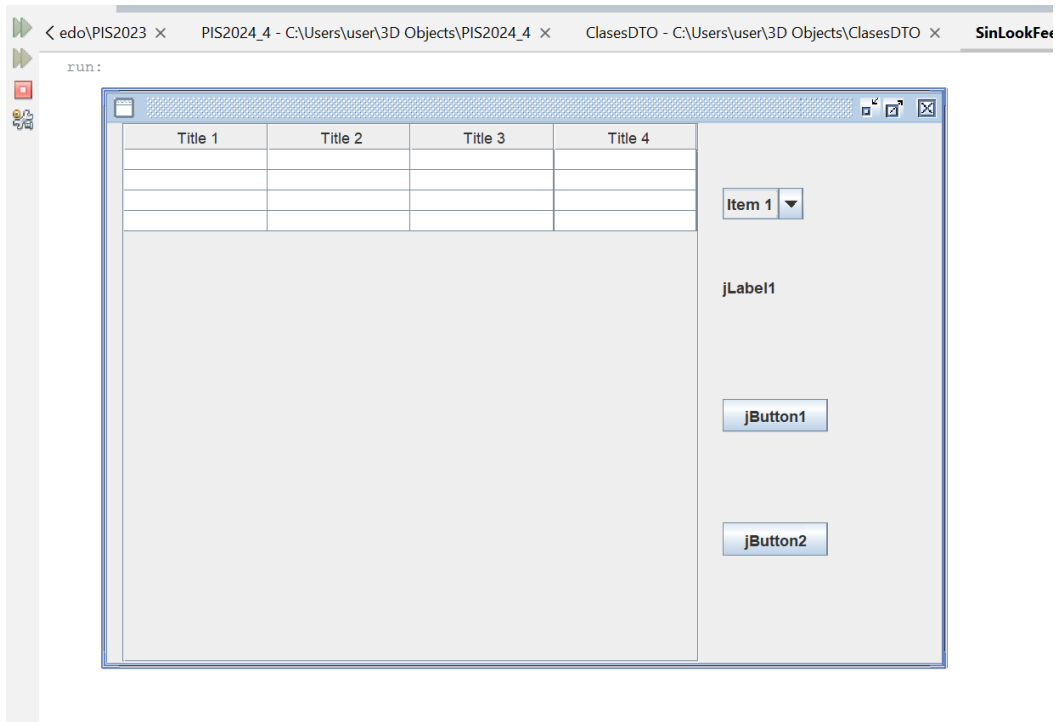 edo\PIS2023 PIS2024_4 - C:\Users\user\3D Objects\PIS2024_4 ClasesDTO - C:\Users\user\3D Objects\ClasesDTO SinLookFee
run:
Title 1 Title 2 Title 3 Title 4
Item 1
jLabel1
jButton1
jButton2